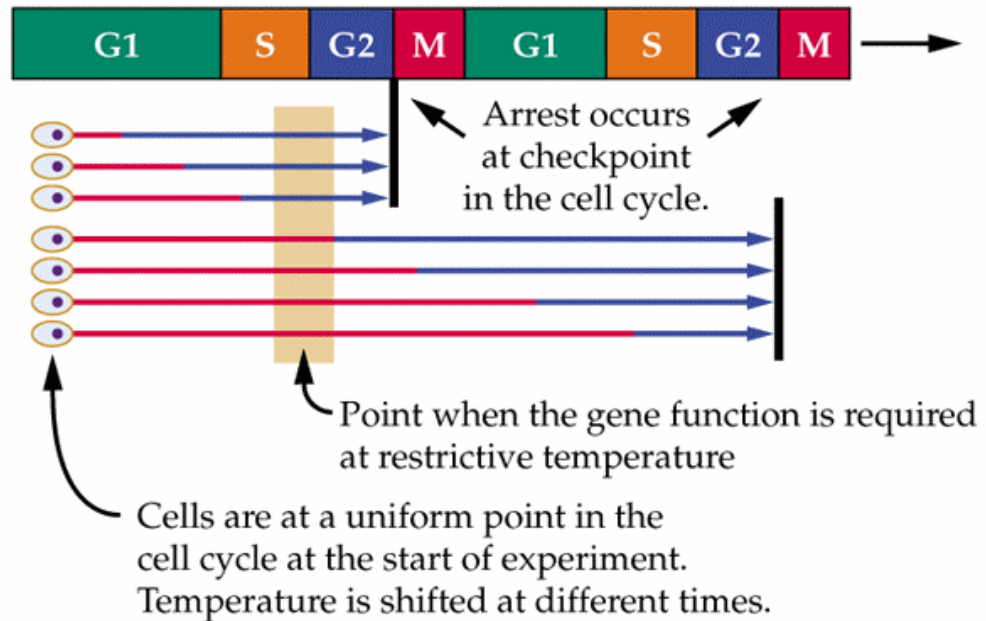 G1 S G2 M G1 S G2 M
Arrest occurs
at checkpoint
in the cell cycle.
Point when the gene function is required
at restrictive temperature
Cells are at a uniform point in the
cell cycle at the start of experiment.
Temperature is shifted at different times.